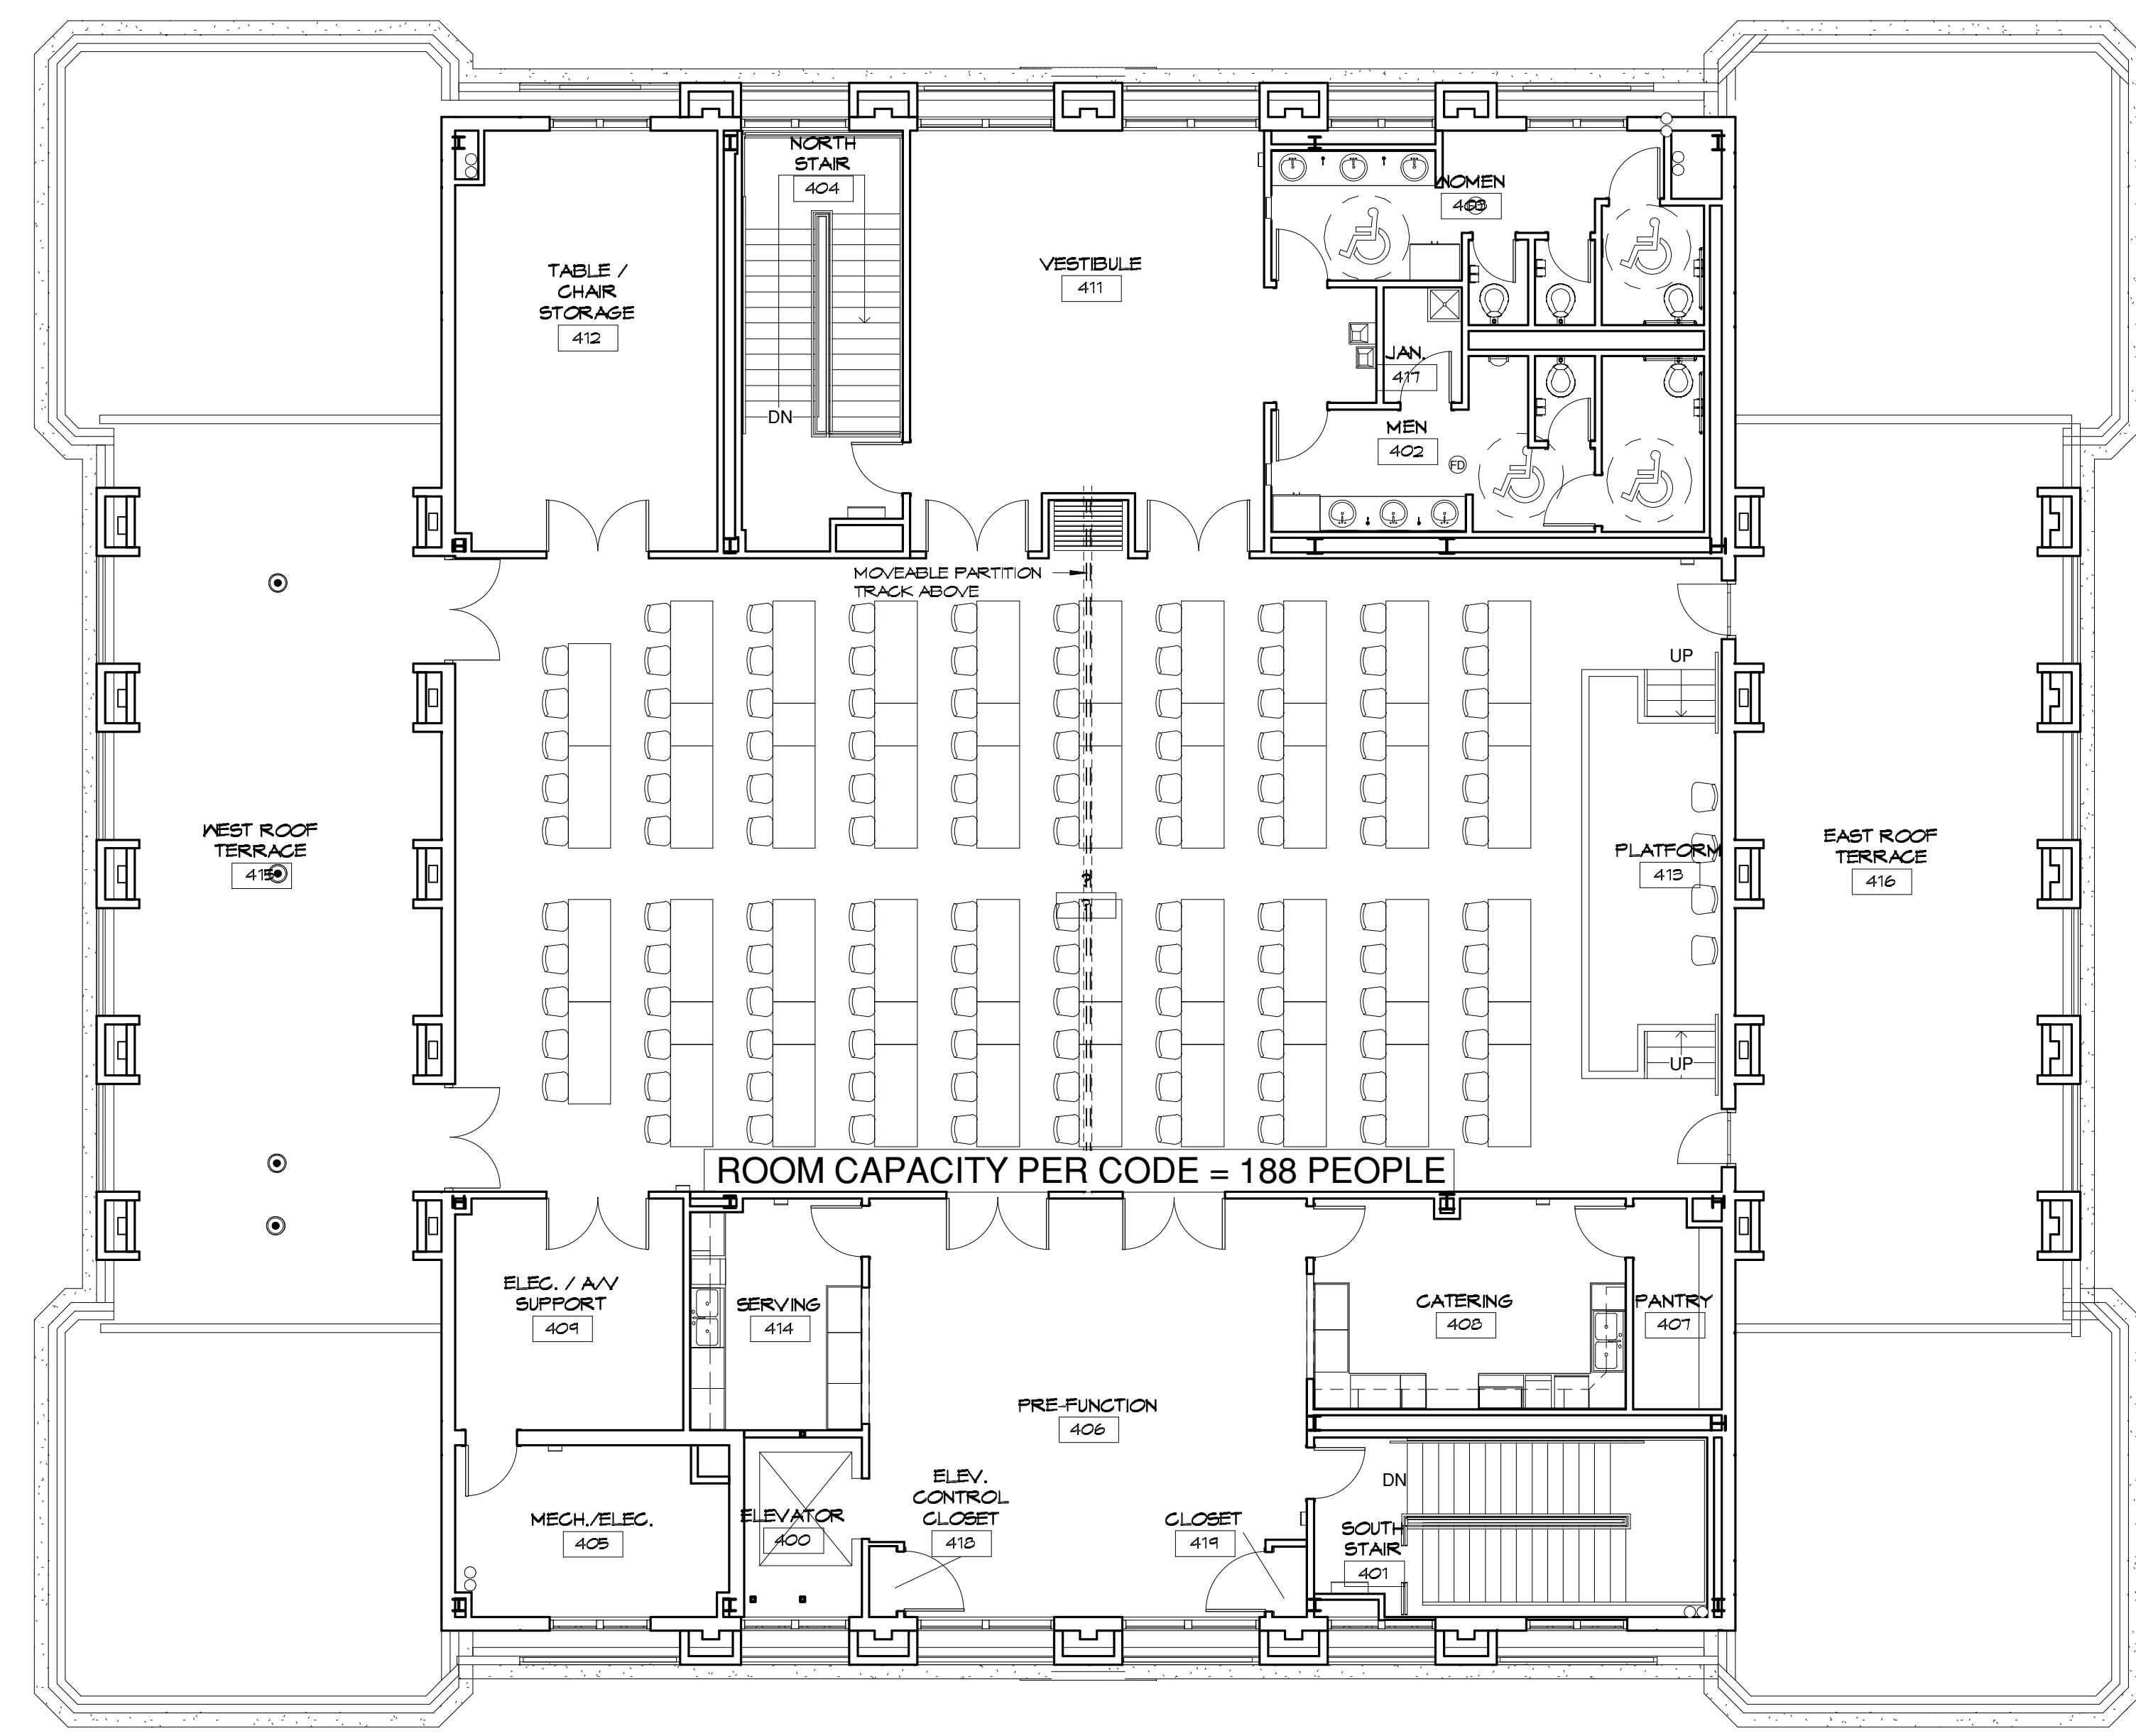 NORTH
STAIR
404
WOMEN
TABLE /
CHAIR
STORAGE
412
VESTIBULE
411
JAN.
417
DN
MEN
402
FD
MOVEABLE PARTITION
TRACK ABOVE
UP
WEST ROOF
TERRACE
415
?
?
PLATFORM
413
EAST ROOF
TERRACE
416
UP
ROOM CAPACITY PER CODE = 188 PEOPLE
ELEC. / A/V
SUPPORT
409
SERVING
414
CATERING
408
PANTRY
407
PRE-FUNCTION
406
MECH./ELEC.
405
ELEVATOR
400
ELEV.
CONTROL
CLOSET
418
CLOSET
419
DN
SOUTH
STAIR
401